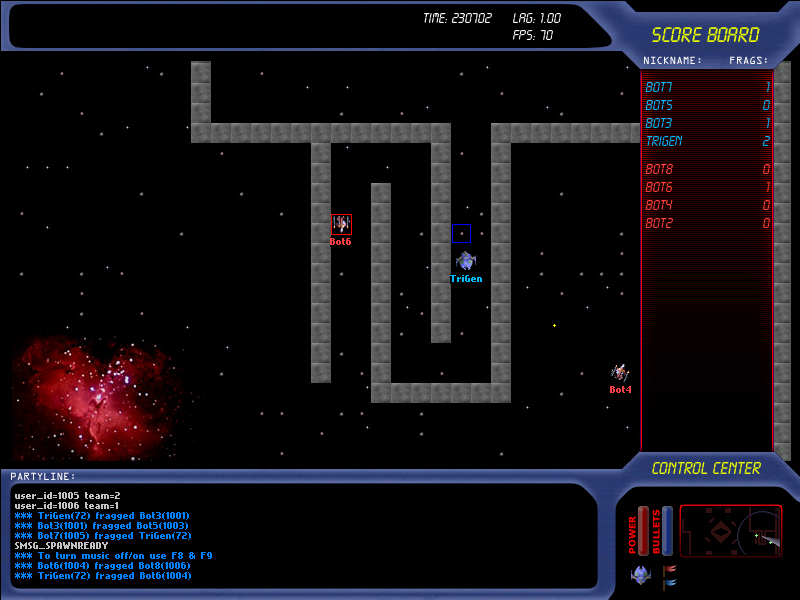 TIME: 230702 LAG: 1.00
FPS: 70
SCORE BOARD
NICKNAME: FRAGS:
BOT7 1
BOT5 0
BOT3 1
TRIGEN 2
BOT8 0
BOT6 1
BOT4 0
BOT2 0
Bot6
TriGen
Bot4
PARTYLINE:
user_id=1005 team=2
user_id=1006 team=1
*** TriGen(72) fragged Bot3(1001)
*** Bot3(1001) fragged Bot5(1003)
*** Bot7(1005) fragged TriGen(72)
SMSG_SPAWNREADY
*** To turn music off/on use F8 & F9
*** Bot6(1004) fragged Bot8(1006)
*** TriGen(72) fragged Bot6(1004)
CONTROL CENTER
POWER
BULLETS